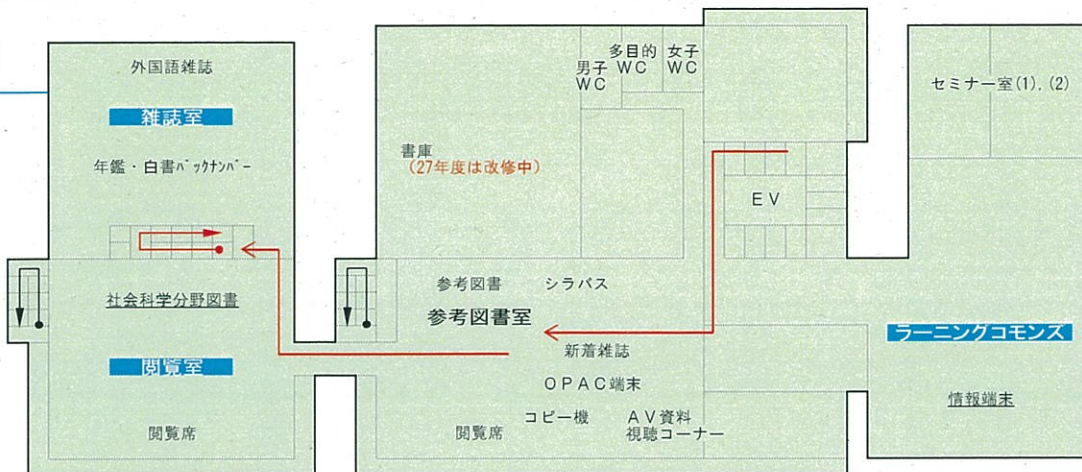 外国語雑誌
雑誌室
年鑑・白書ﾊﾞｯｸﾅﾝﾊﾞｰ
社会科学分野図書
閲覧室
閲覧席
男子
WC
多目的
WC
女子
WC
書庫
(27年度は改修中)
EV
参考図書 シラバス
参考図書室
新着雑誌
OPAC端末
コピー機
AV資料
視聴コーナー
閲覧席
セミナー室(1), (2)
ラーニングコモンズ
情報端末